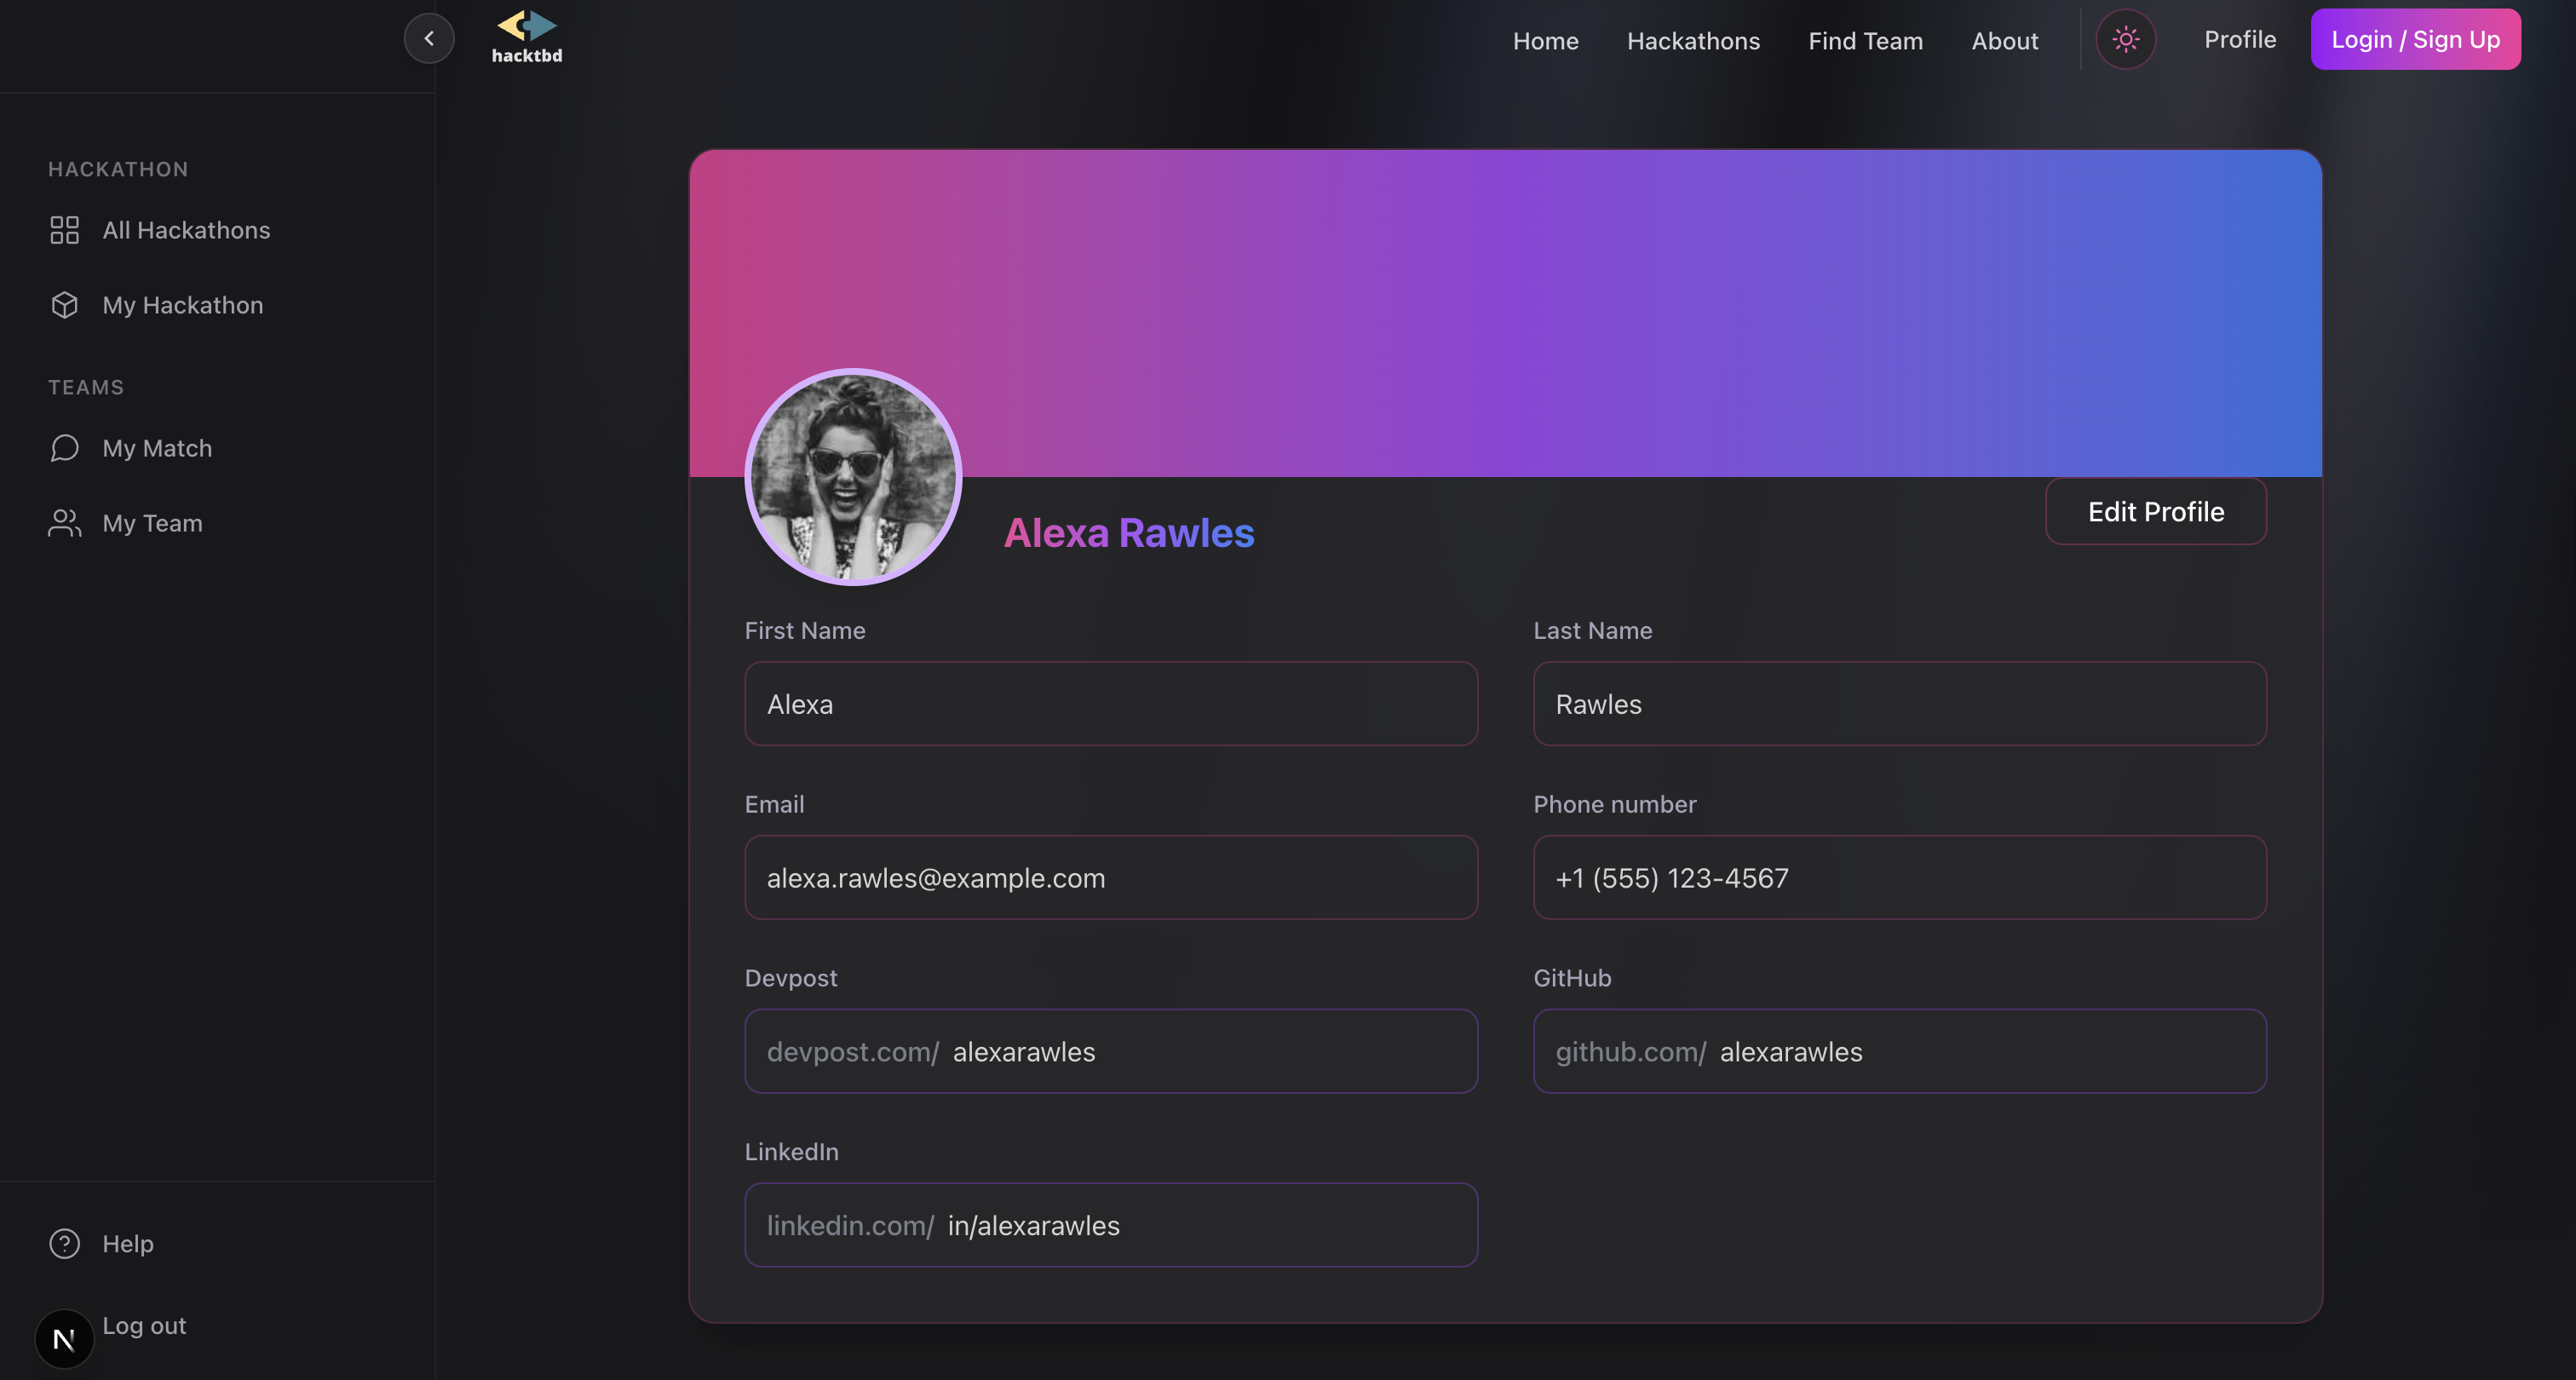 hacktbd
Home Hackathons Find Team About Profile Login / Sign Up
HACKATHON
All Hackathons
My Hackathon
TEAMS
My Match
My Team
Help
N Log out
Alexa Rawles
Edit Profile
First Name Last Name
Alexa Rawles
Email Phone number
alexa.rawles@example.com +1 (555) 123-4567
Devpost GitHub
devpost.com/ alexarawles github.com/ alexarawles
LinkedIn
linkedin.com/ in/alexarawles